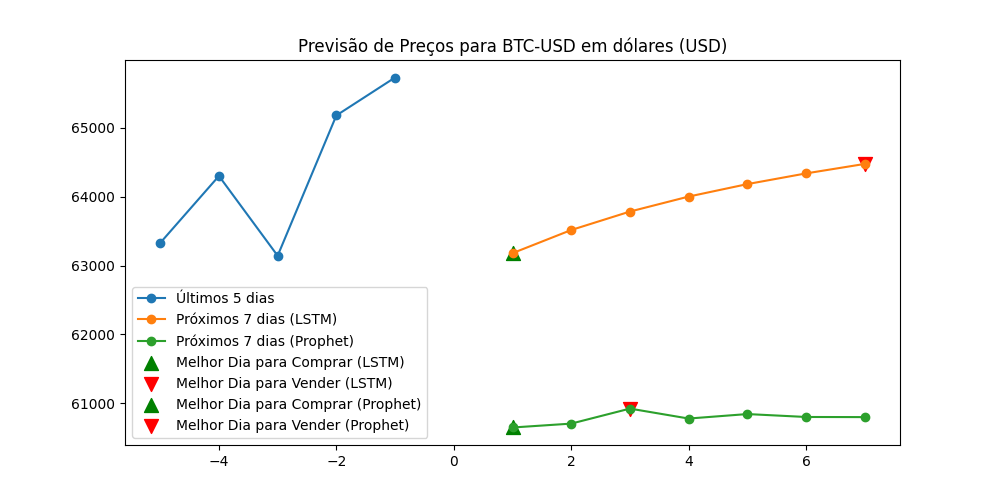 Previsão de Preços para BTC-USD em dólares (USD)
65000
64000
63000
62000
61000
Últimos 5 dias
Próximos 7 dias (LSTM)
Próximos 7 dias (Prophet)
Melhor Dia para Comprar (LSTM)
Melhor Dia para Vender (LSTM)
Melhor Dia para Comprar (Prophet)
Melhor Dia para Vender (Prophet)
−4 −2 0 2 4 6